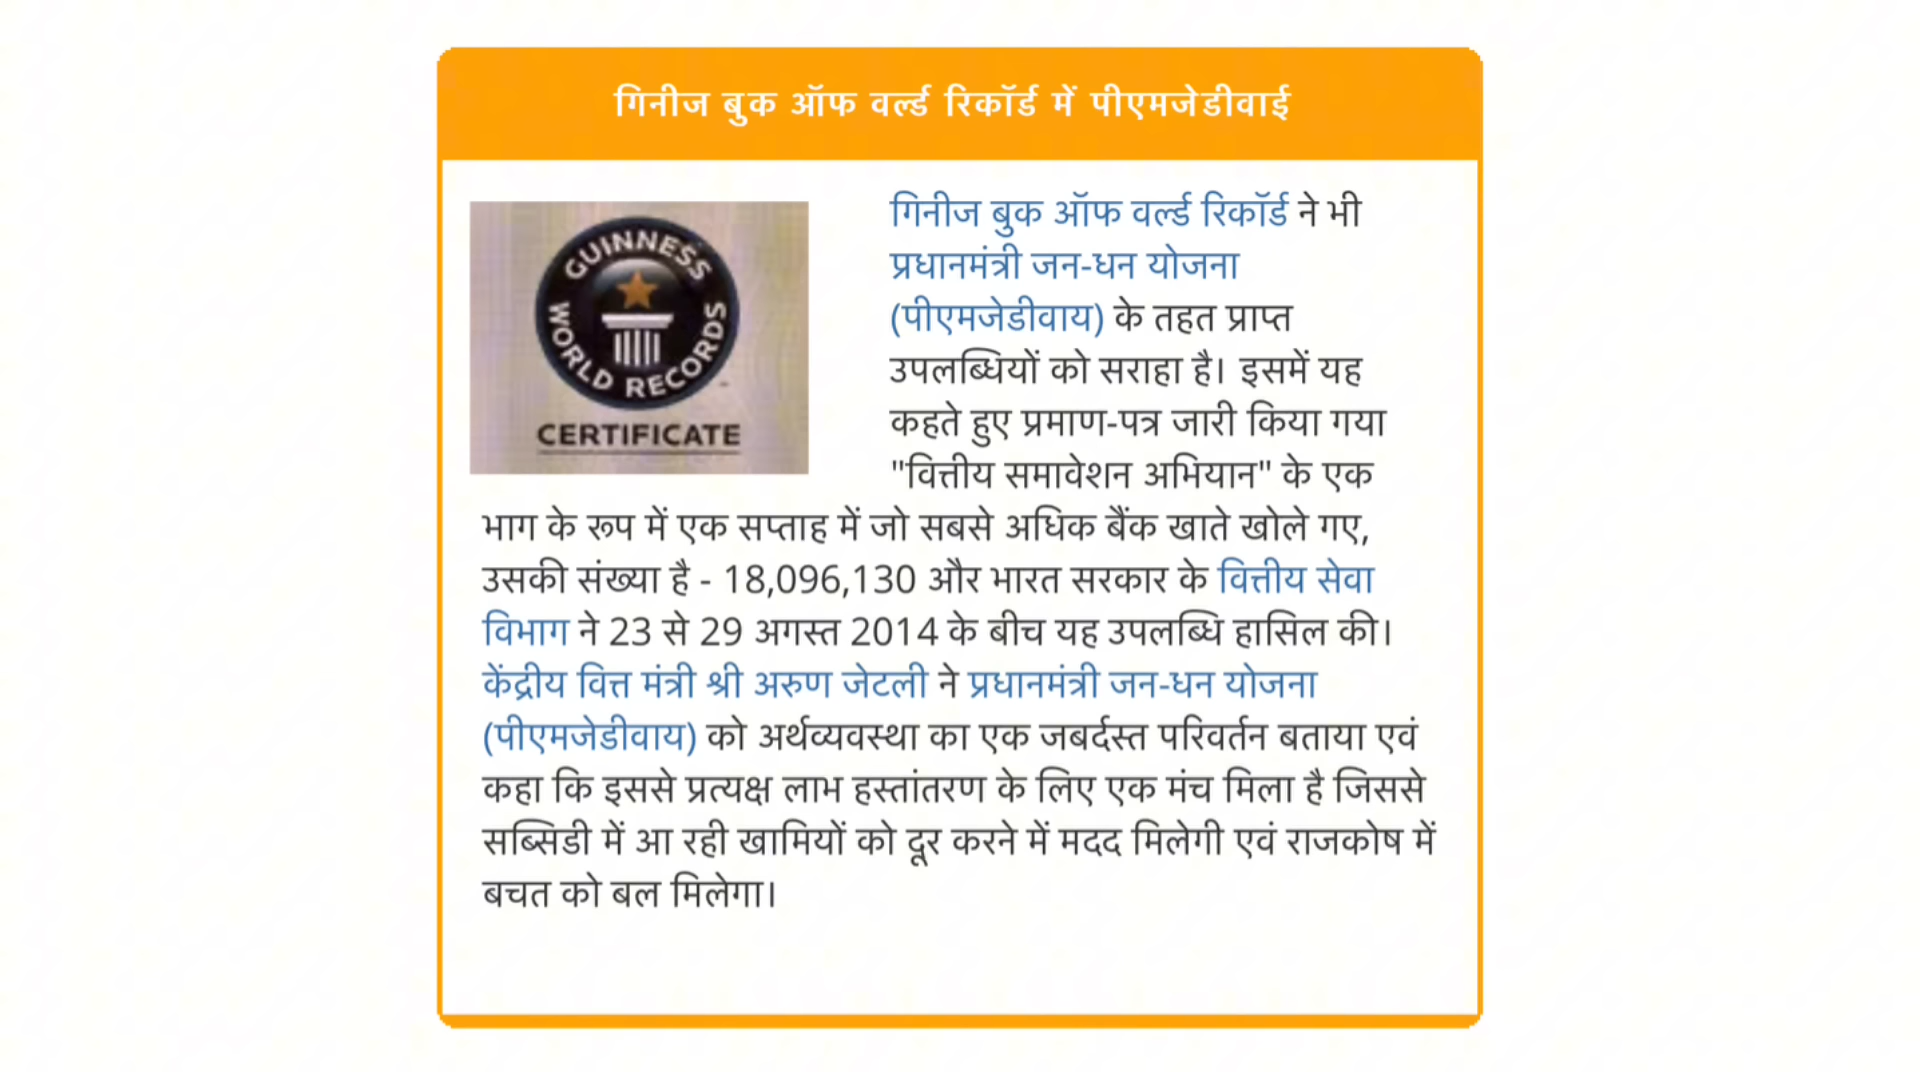 गिनीज बुक ऑफ वर्ल्ड रिकॉर्ड में पीएमजेडीवाई
GUINNESS
WORLD RECORDS
CERTIFICATE
गिनीज बुक ऑफ वर्ल्ड रिकॉर्ड ने भी
प्रधानमंत्री जन-धन योजना
(पीएमजेडीवाय) के तहत प्राप्त
उपलब्धियों को सराहा है। इसमें यह
कहते हुए प्रमाण-पत्र जारी किया गया
"वित्तीय समावेशन अभियान" के एक
भाग के रूप में एक सप्ताह में जो सबसे अधिक बैंक खाते खोले गए,
उसकी संख्या है - 18,096,130 और भारत सरकार के वित्तीय सेवा
विभाग ने 23 से 29 अगस्त 2014 के बीच यह उपलब्धि हासिल की।
केंद्रीय वित्त मंत्री श्री अरुण जेटली ने प्रधानमंत्री जन-धन योजना
(पीएमजेडीवाय) को अर्थव्यवस्था का एक जबर्दस्त परिवर्तन बताया एवं
कहा कि इससे प्रत्यक्ष लाभ हस्तांतरण के लिए एक मंच मिला है जिससे
सब्सिडी में आ रही खामियों को दूर करने में मदद मिलेगी एवं राजकोष में
बचत को बल मिलेगा।